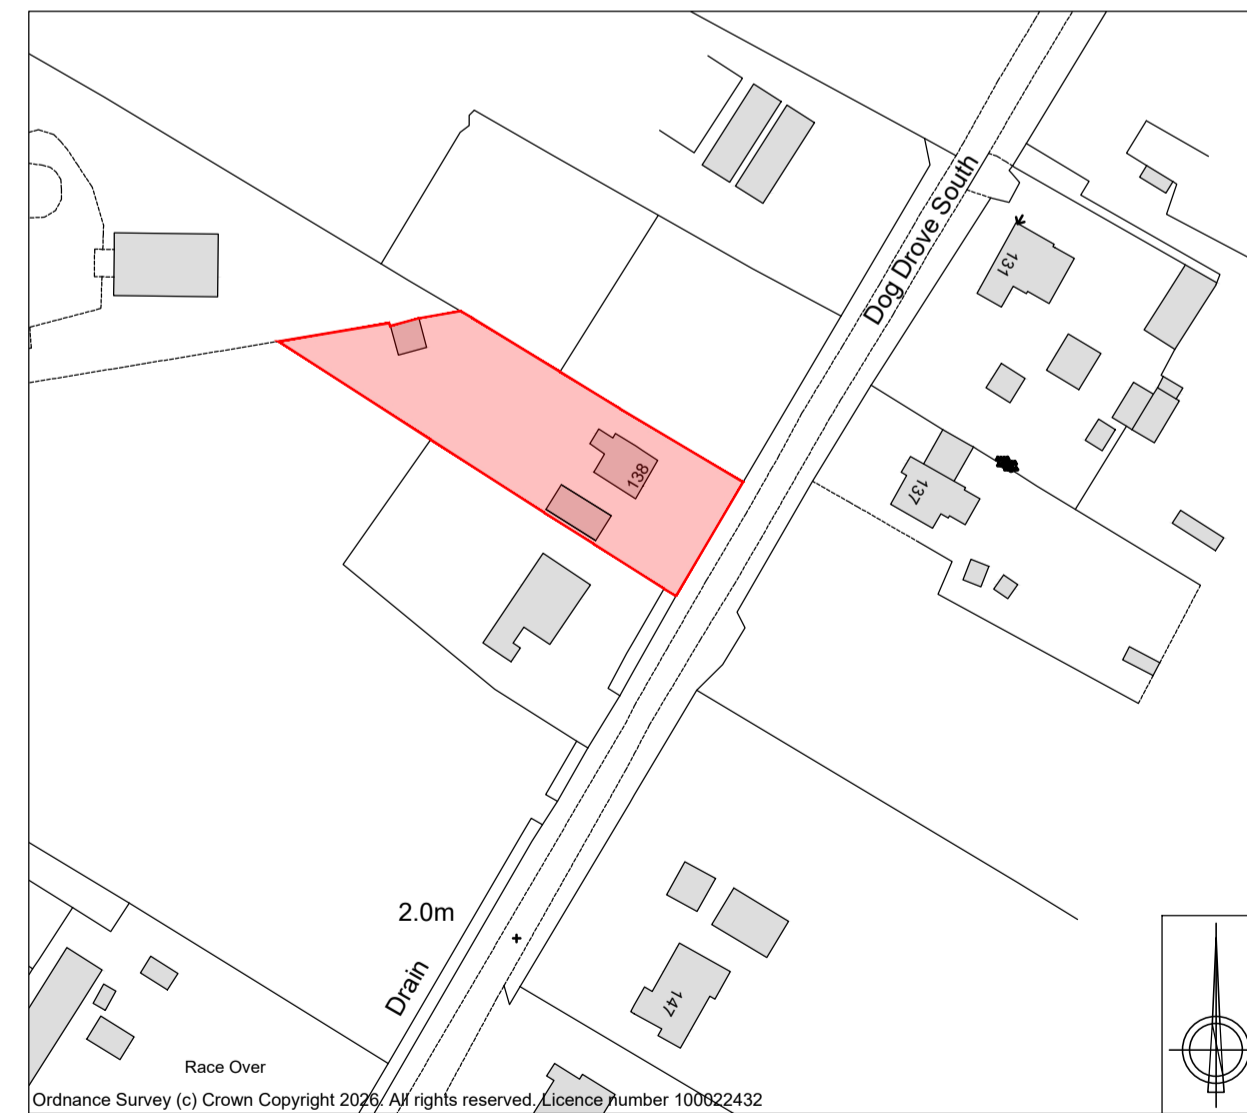 Dog Drove South
131
138
137
2.0m
Drain
147
Race Over
Ordnance Survey (c) Crown Copyright 2026. All rights reserved. Licence number 100022432